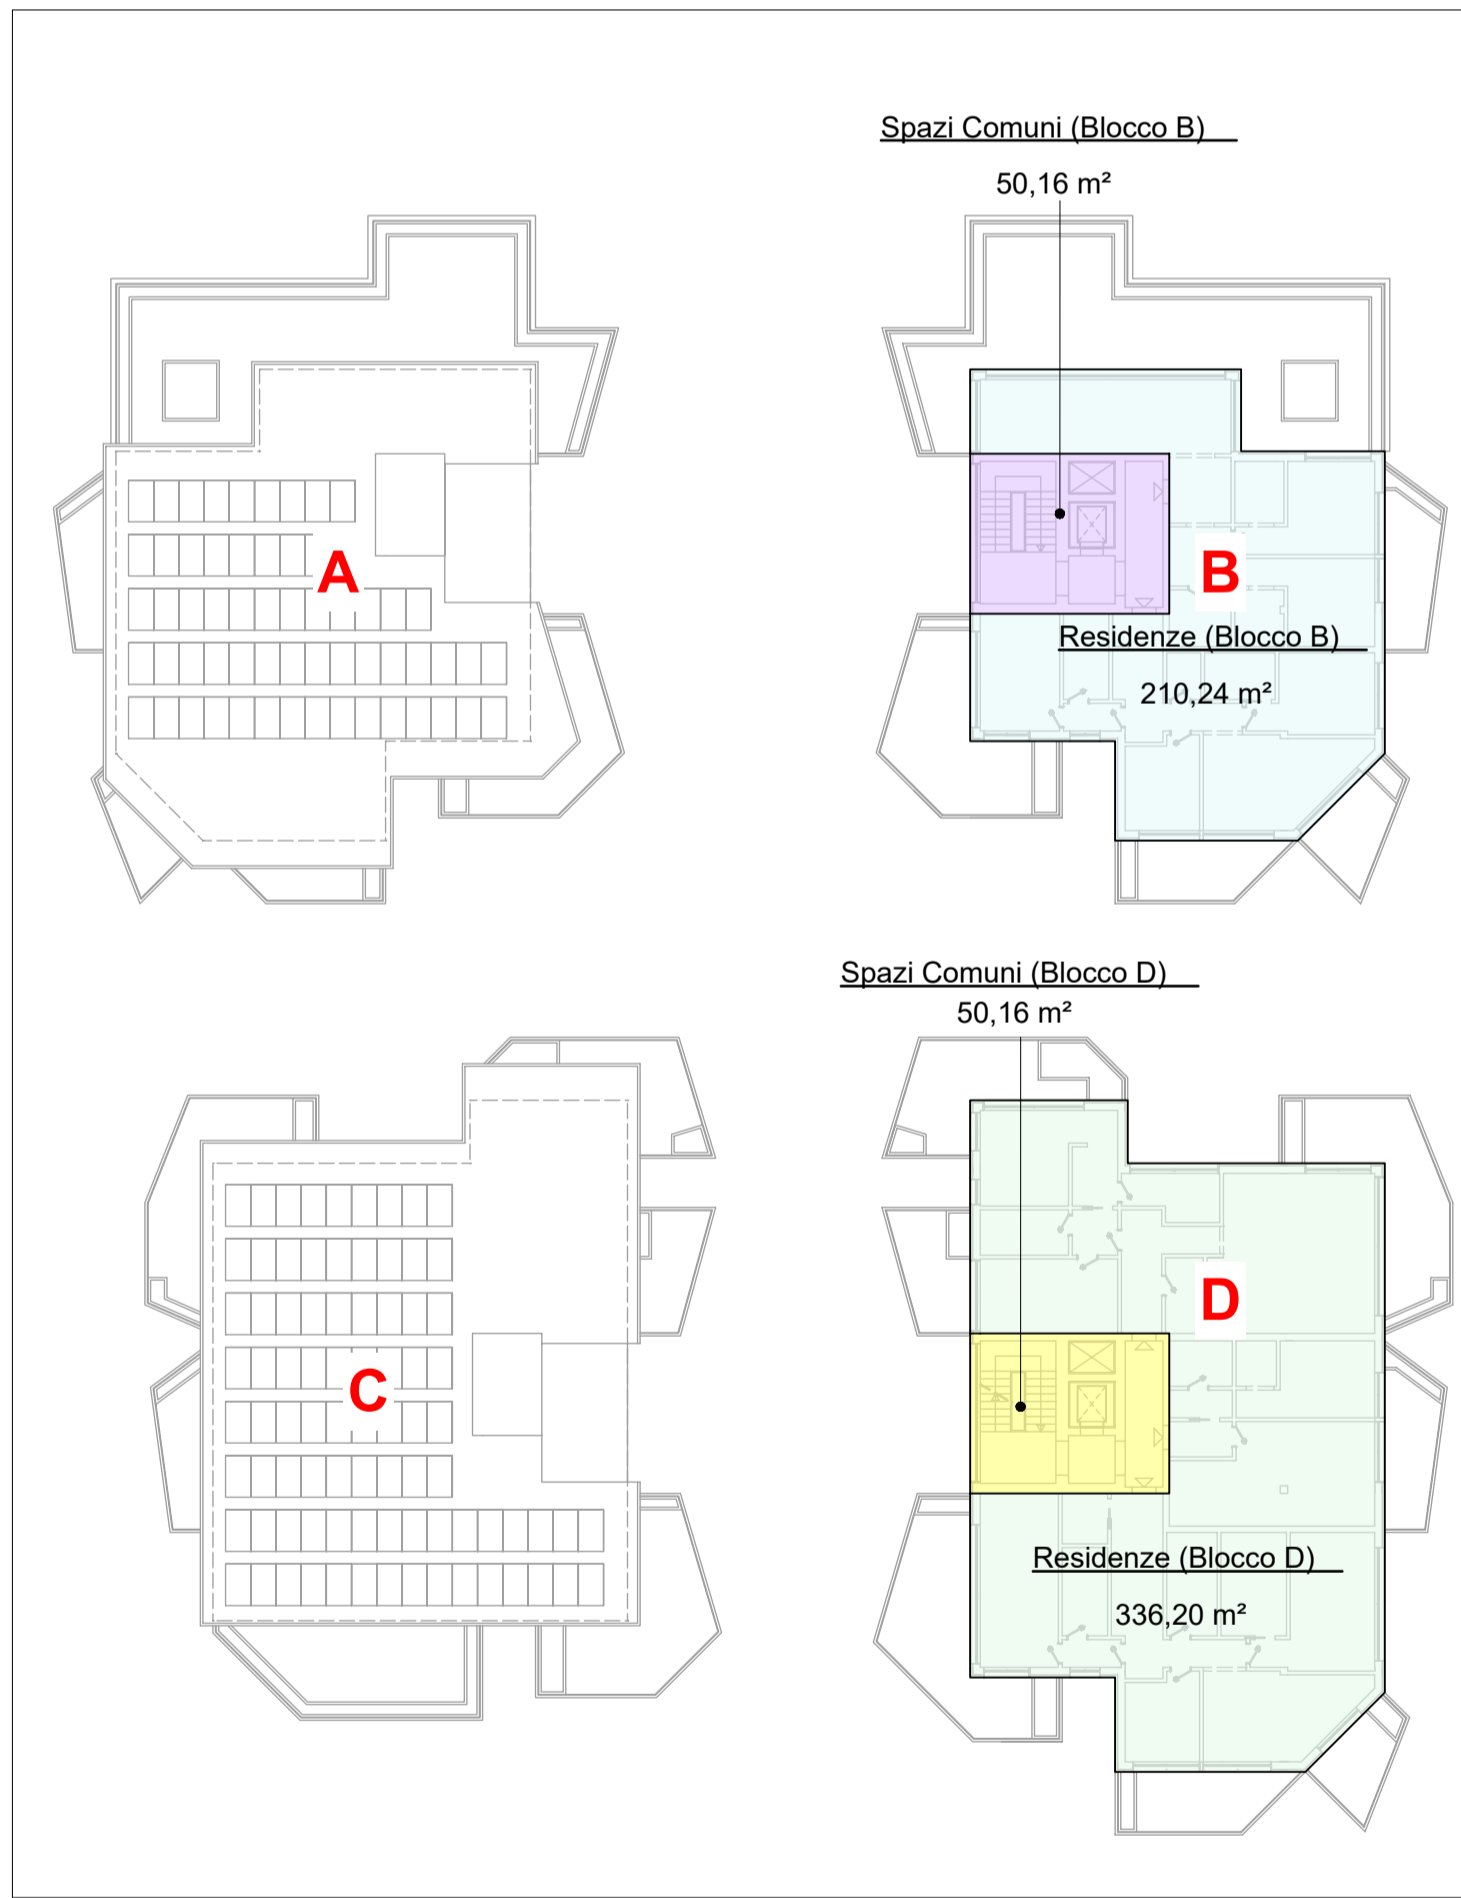 Spazi Comuni (Blocco B)
50,16 m²
A
B
Residenze (Blocco B)
210,24 m²
Spazi Comuni (Blocco D)
50,16 m²
D
C
Residenze (Blocco D)
336,20 m²